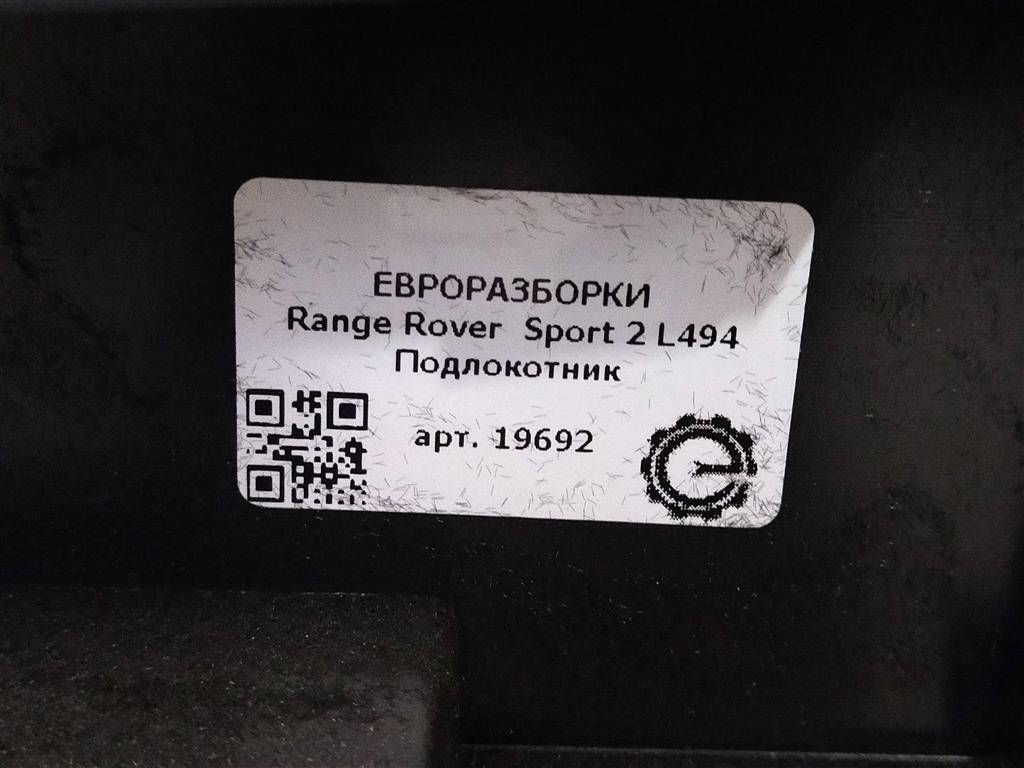 ЕВРОРАЗБОРКИ
Range Rover Sport 2 L494
Подлокотник
арт. 19692